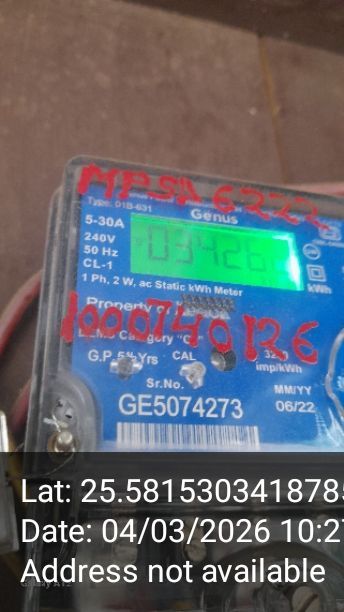 MPSA 6222
Type: 01B-631
Genus
5-30A
240V
50 Hz
CL-1
03426
kWh
1 Ph, 2 W, ac Static kWh Meter
Property of
1000740126
G.P. 5½ Yrs CAL 3200 imp/kWh
Sr.No. MM/YY
GE5074273 06/22
Lat: 25.581530341878
Date: 04/03/2026 10:27
Address not available